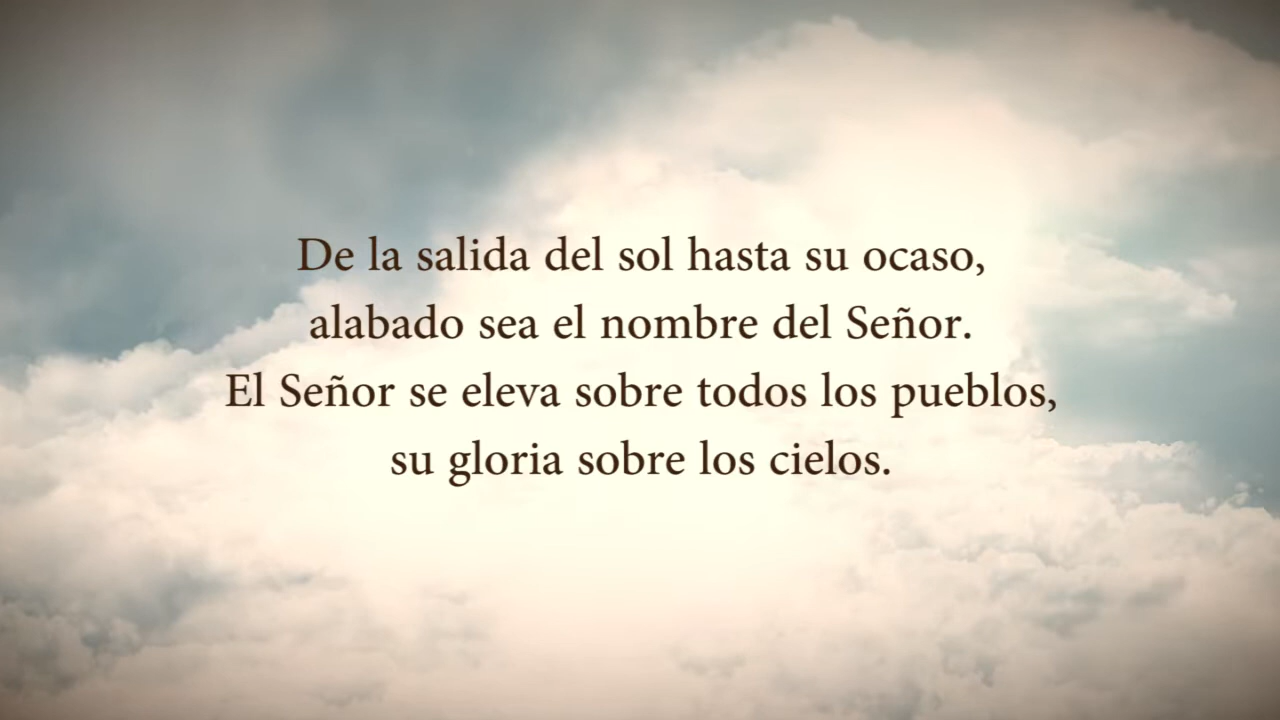 De la salida del sol hasta su ocaso,
alabado sea el nombre del Señor.
El Señor se eleva sobre todos los pueblos,
su gloria sobre los cielos.